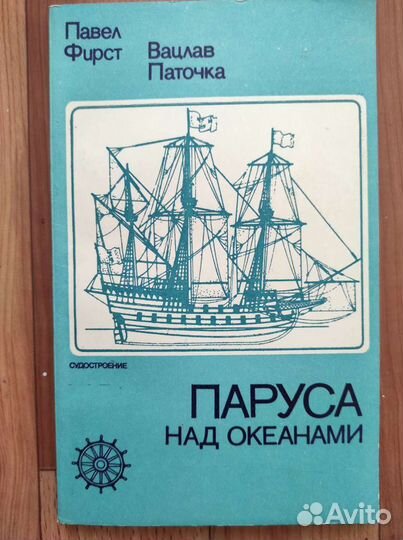 Павел
Фирст
Вацлав
Паточка
СУДОСТРОЕНИЕ
ПАРУСА
НАД ОКЕАНАМИ
Avito